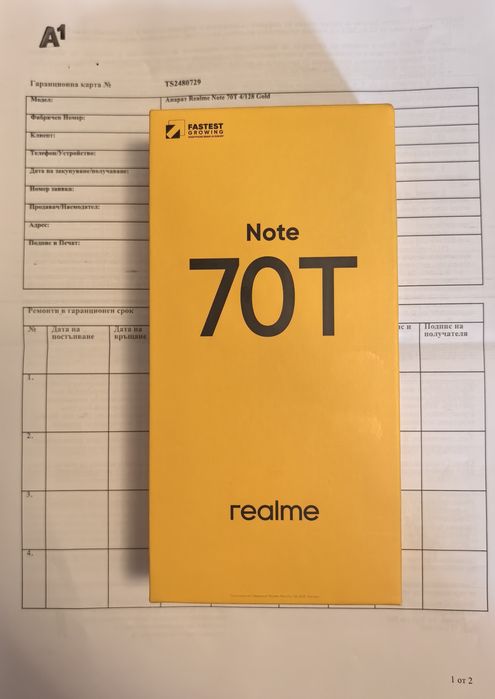 A1
Гаранционна карта № TS2480729
Модел: Апарат Realme Note 70T 4/128 Gold
Фабричен Номер:
Клиент:
Телефон/Устройство:
Дата на закупуване/получаване:
Номер заявка:
Продавач/Наемодател:
Адрес:
Подпис и Печат:
FASTEST
GROWING
Note
70T
realme
Ремонти в гаранционен срок
№ Дата на постъпване Дата на връщане Подпис на получателя
1.
2.
3.
4.
1 от 2